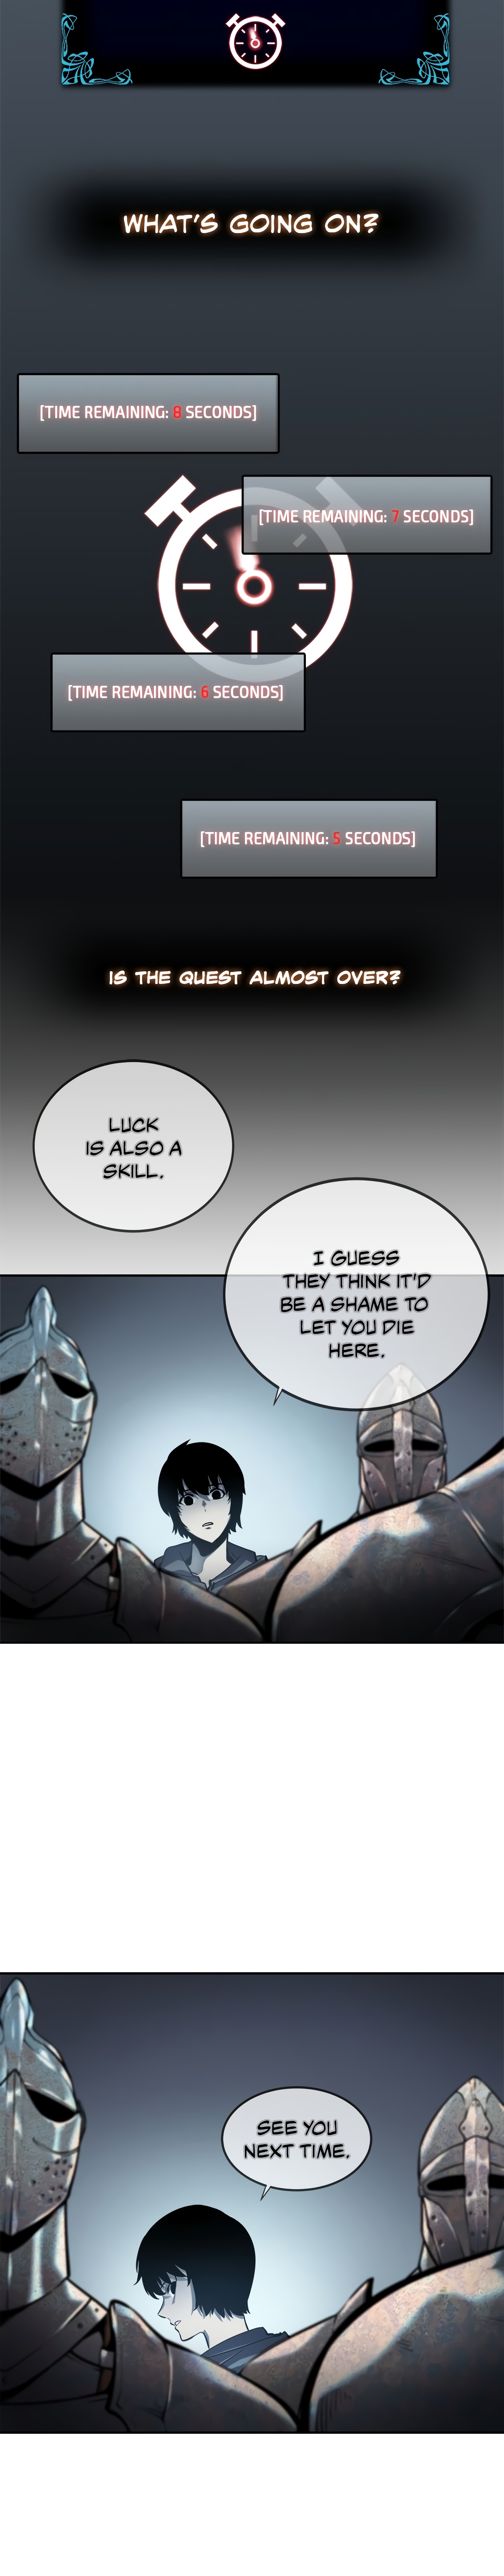 WHAT'S GOING ON?
[TIME REMAINING: 8 SECONDS]
[TIME REMAINING: 7 SECONDS]
[TIME REMAINING: 6 SECONDS]
[TIME REMAINING: 5 SECONDS]
IS THE QUEST ALMOST OVER?
LUCK
IS ALSO A
SKILL.
I GUESS
THEY THINK IT'D
BE A SHAME TO
LET YOU DIE
HERE.
SEE YOU
NEXT TIME.